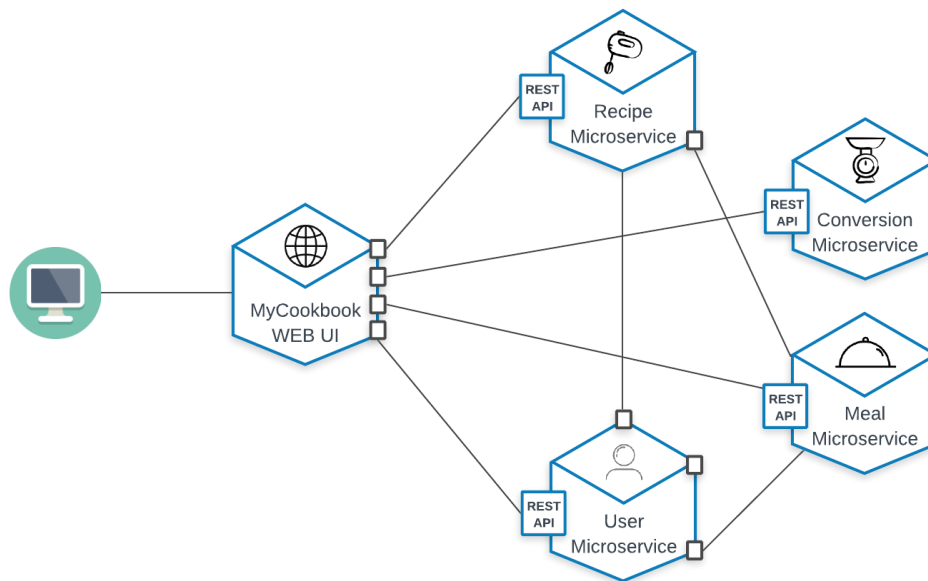 REST
API
Recipe
Microservice
REST
API
Conversion
Microservice
MyCookbook
WEB UI
REST
API
Meal
Microservice
REST
API
User
Microservice